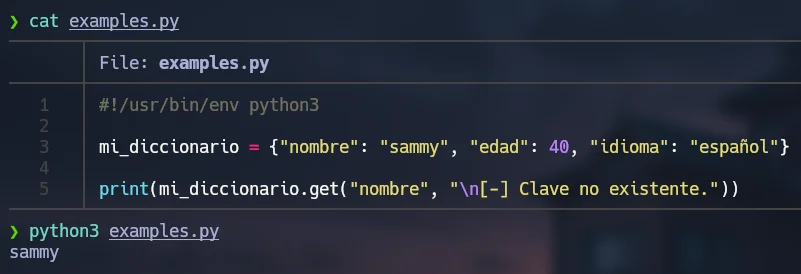 ❯ cat examples.py
File: examples.py
1 #!/usr/bin/env python3
2
3 mi_diccionario = {"nombre": "sammy", "edad": 40, "idioma": "español"}
4
5 print(mi_diccionario.get("nombre", "\n[-] Clave no existente."))
❯ python3 examples.py
sammy